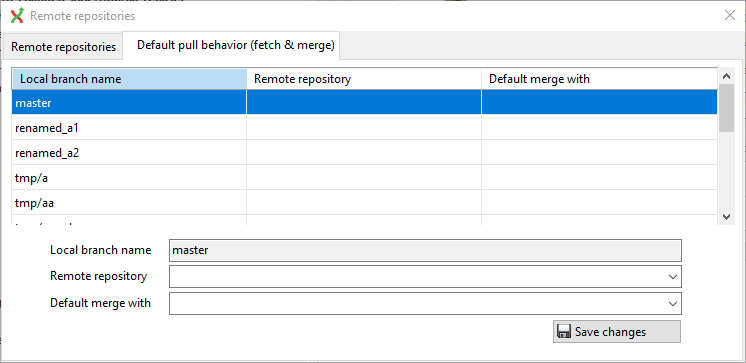 Remote repositories
Remote repositories Default pull behavior (fetch & merge)
Local branch name Remote repository Default merge with
master
renamed_a1
renamed_a2
tmp/a
tmp/aa
Local branch name master
Remote repository
Default merge with
Save changes